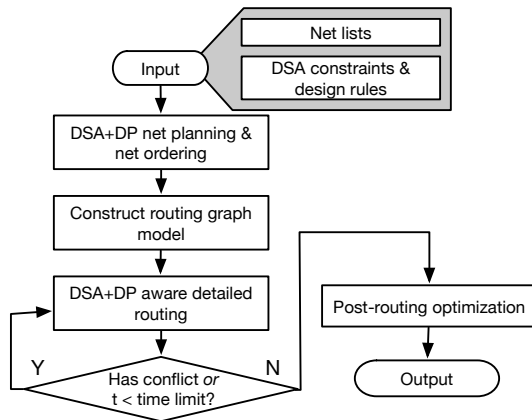 Net lists
Input
DSA constraints &
design rules
DSA+DP net planning &
net ordering
Construct routing graph
model
DSA+DP aware detailed
routing
Y
Has conflict or
t < time limit?
N
Post-routing optimization
Output